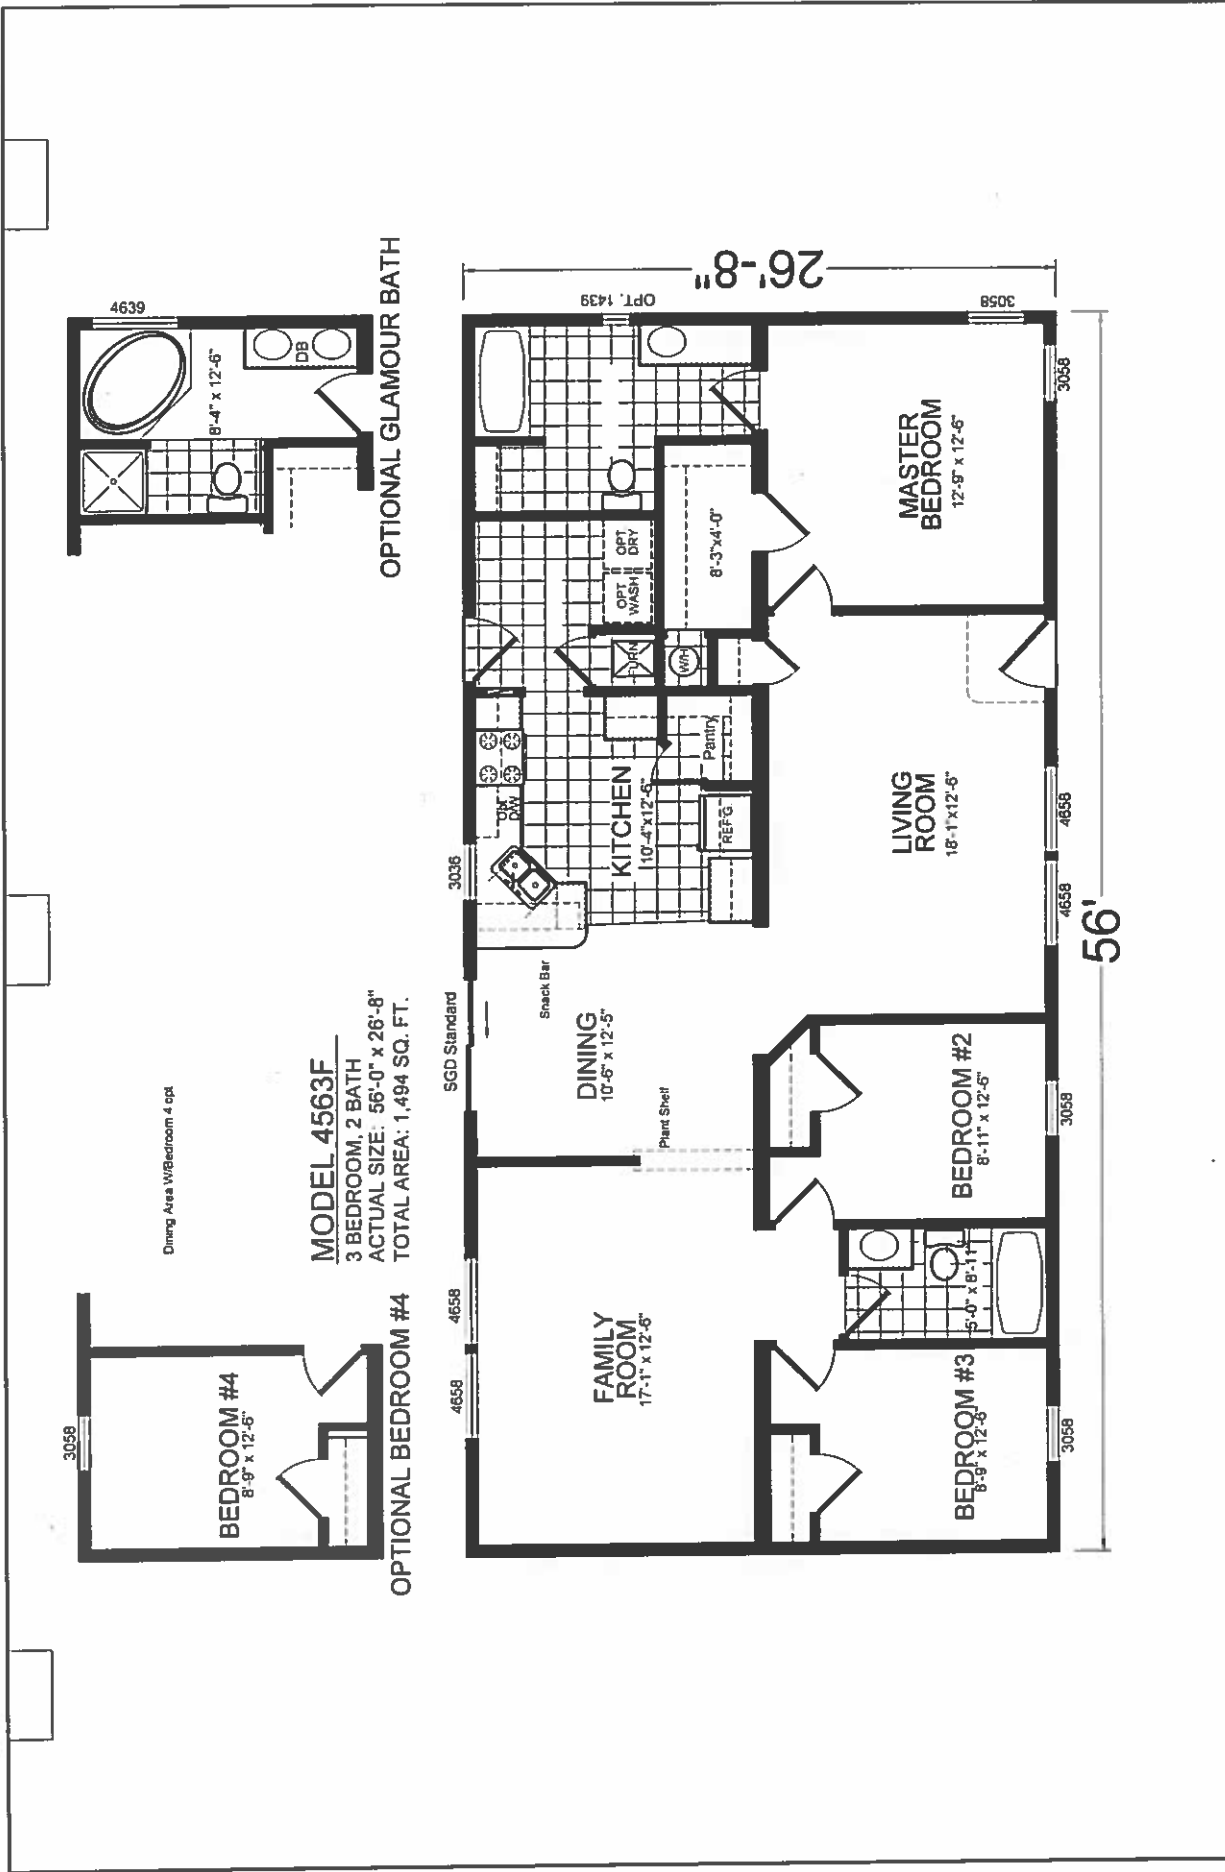 4639
8'-4" x 12'-6"
DB
OPTIONAL GLAMOUR BATH
Dining Area W/Bedroom 4 opt
3058
BEDROOM #4
8'-9" x 12'-6"
OPTIONAL BEDROOM #4
MODEL 4563F
3 BEDROOM, 2 BATH
ACTUAL SIZE: 56'-0" x 26'-8"
TOTAL AREA: 1,494 SQ. FT.
4658
4658
SGD Standard
3036
FAMILY
ROOM
17'-1" x 12'-6"
Plant Shelf
DINING
10'-6" x 12'-5"
Snack Bar
Opt
D/W
KITCHEN
10'-4"x12'-6"
REF'G
Pantry
FURN
W/H
OPT
WASH
OPT
DRY
8'-3"x4'-0"
OPT. 1439
26'-8"
3058
BEDROOM #3
8'-9" x 12'-6"
5'-0" x 8'-11"
BEDROOM #2
8'-11" x 12'-6"
LIVING
ROOM
18'-1"x12'-6"
MASTER
BEDROOM
12'-9" x 12'-6"
3058
3058
4658
4658
3058
56'